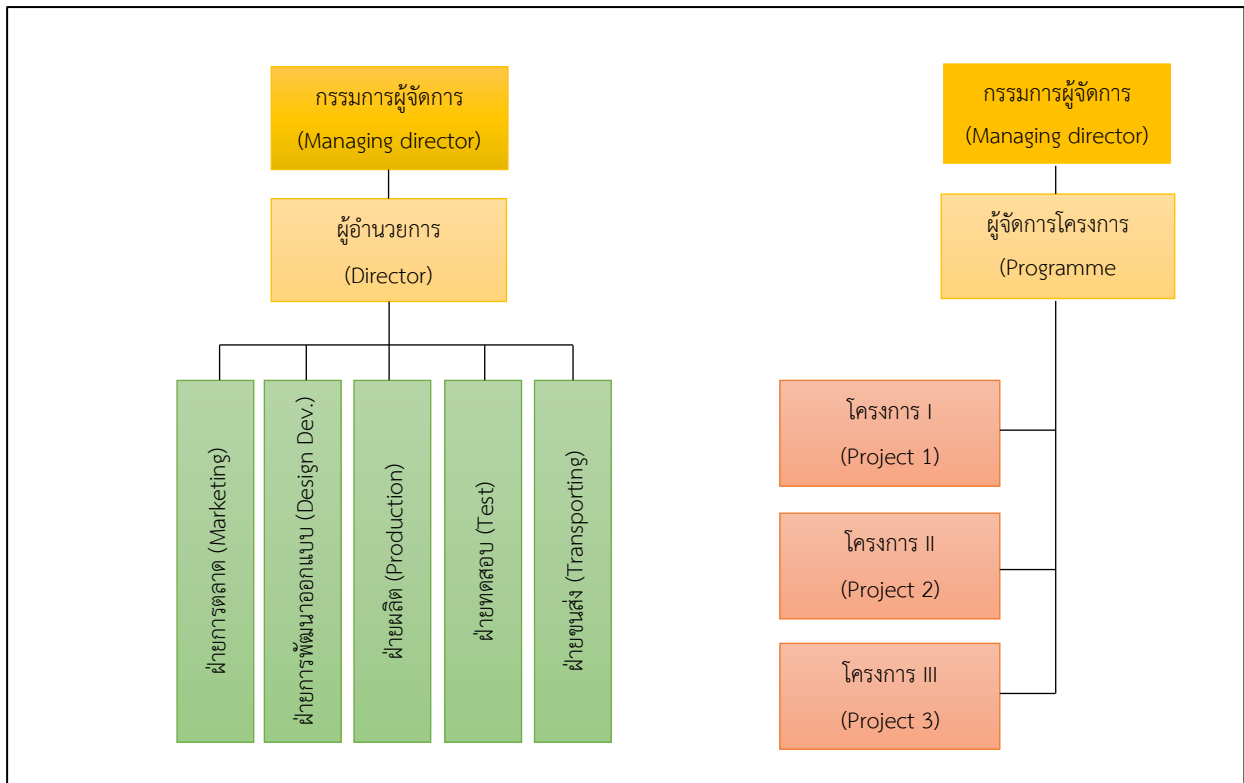 กรรมการผู้จัดการ
(Managing director)
ผู้อำนวยการ
(Director)
ฝ่ายการตลาด (Marketing)
ฝ่ายการพัฒนาออกแบบ (Design Dev.)
ฝ่ายผลิต (Production)
ฝ่ายทดสอบ (Test)
ฝ่ายขนส่ง (Transporting)
กรรมการผู้จัดการ
(Managing director)
ผู้จัดการโครงการ
(Programme
โครงการ I
(Project 1)
โครงการ II
(Project 2)
โครงการ III
(Project 3)